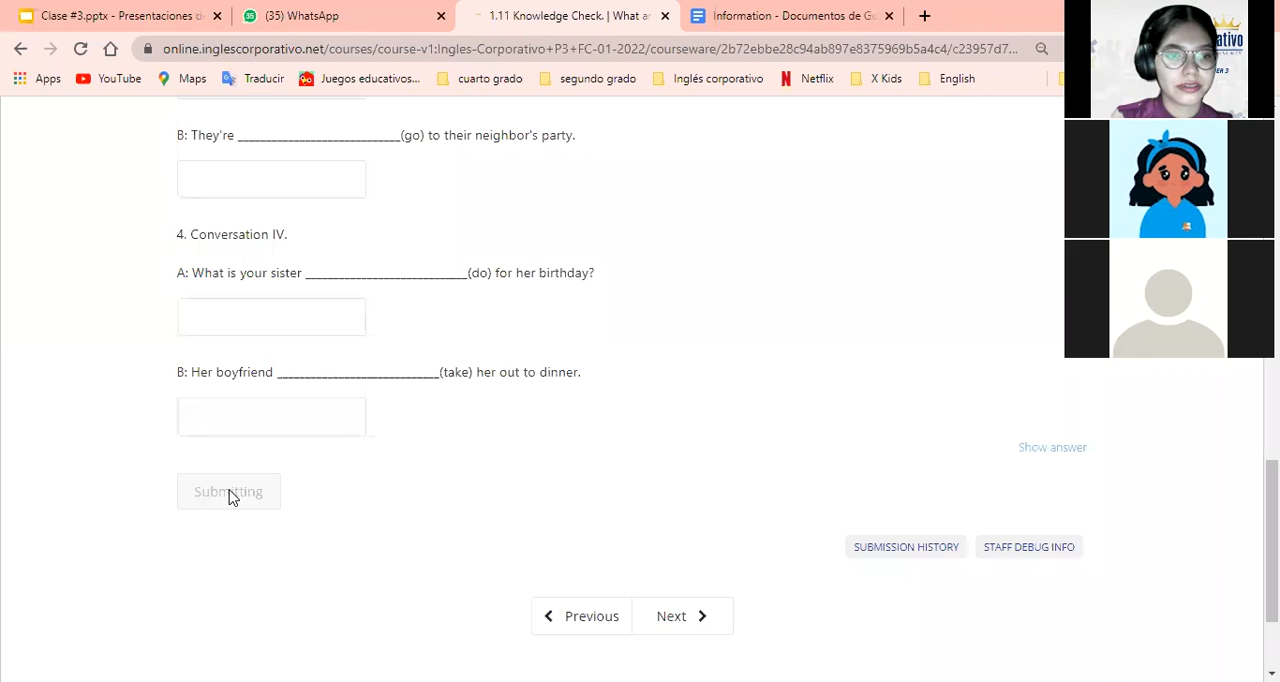 Clase #3.pptx - Presentaciones d
(35) WhatsApp
1.11 Knowledge Check. | What a
Information - Documentos de Go
online.inglescorporativo.net/courses/course-v1:Ingles-Corporativo+P3+FC-01-2022/courseware/2b72ebbe28c94ab897e8375969b5a4c4/c23957d7...
Apps
YouTube
Maps
Traducir
Juegos educativos...
cuarto grado
segundo grado
Inglés corporativo
Netflix
X Kids
English
B: They're __________________________(go) to their neighbor's party.
4. Conversation IV.
A: What is your sister __________________________(do) for her birthday?
B: Her boyfriend __________________________(take) her out to dinner.
Show answer
Submitting
SUBMISSION HISTORY
STAFF DEBUG INFO
Previous
Next